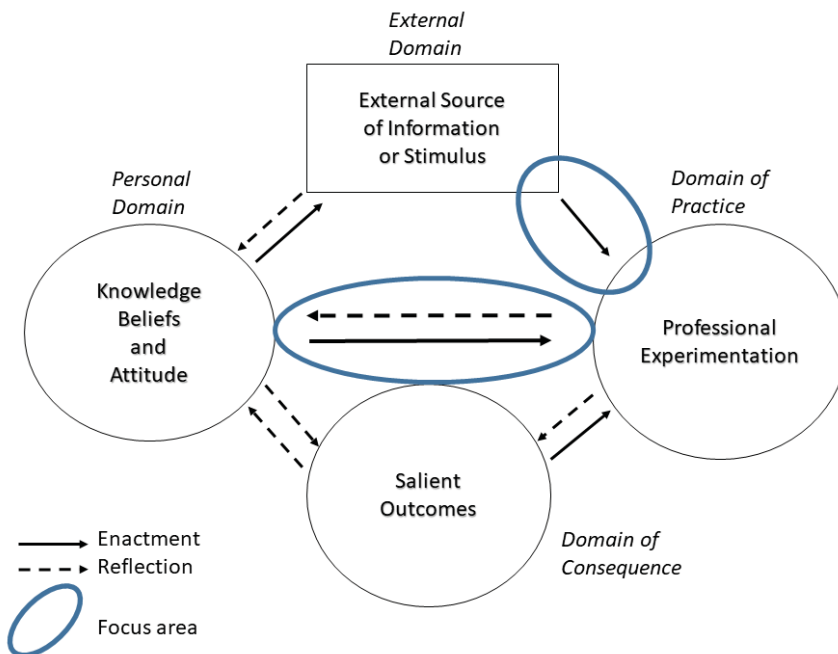 External
Domain
External Source
of Information
or Stimulus
Personal
Domain
Domain of
Practice
Knowledge
Beliefs
and
Attitude
Professional
Experimentation
Salient
Outcomes
Domain of
Consequence
Enactment
Reflection
Focus area